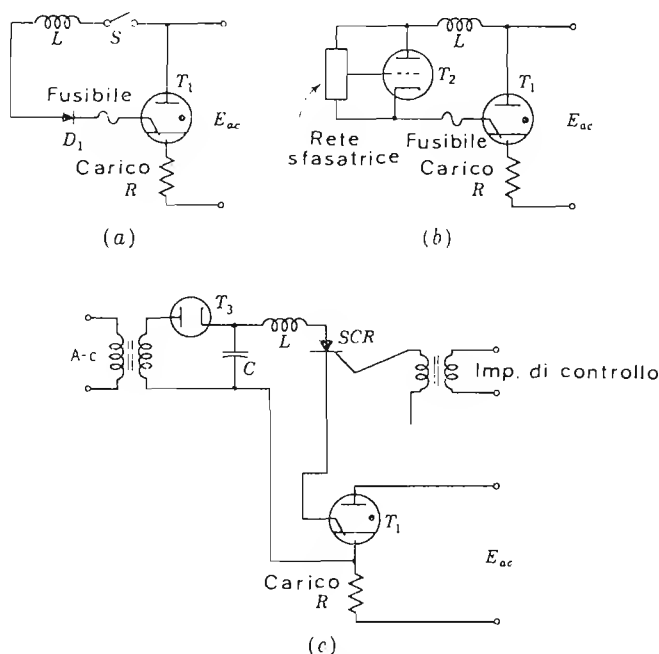 L
S
T1
Fusibile
D1
Eac
Carico
R
(a)
L
T2
T1
Eac
Rete
sfasatrice
Fusibile
Carico
R
(b)
A-c
T3
L
C
SCR
Imp. di controllo
T1
Eac
Carico
R
(c)